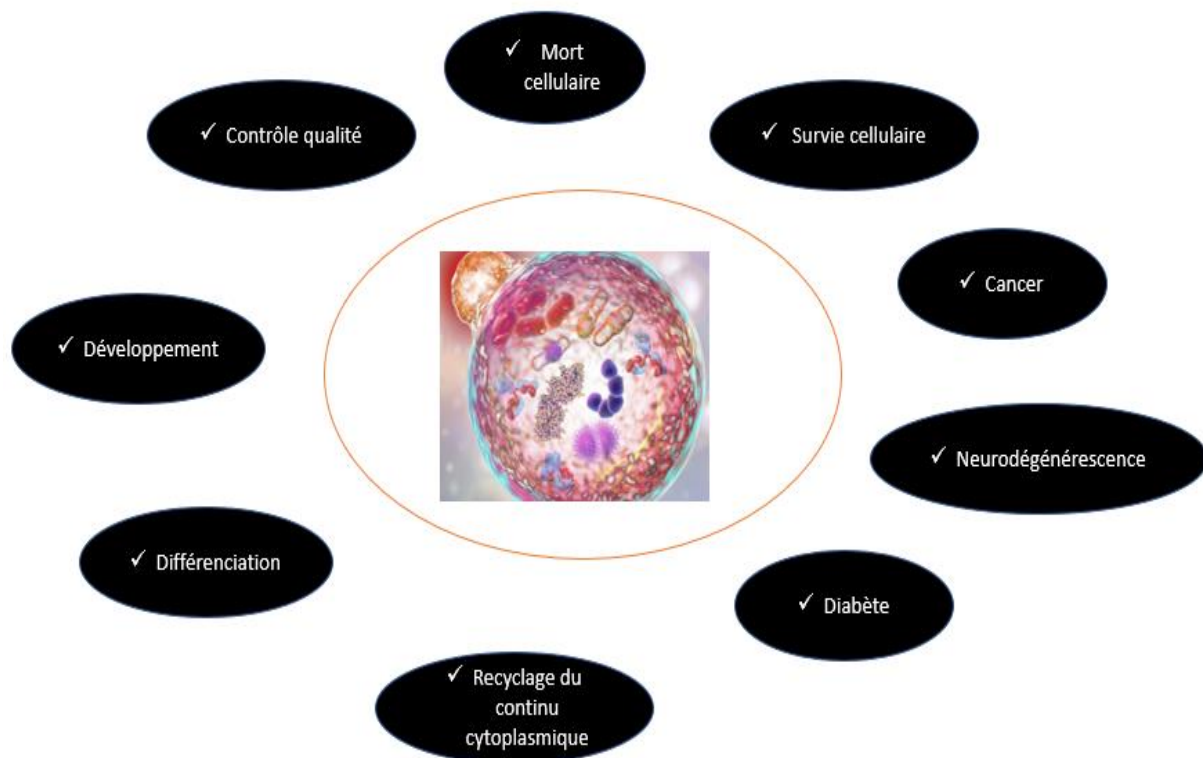 ✓ Mort
cellulaire
✓ Contrôle qualité
✓ Survie cellulaire
✓ Cancer
✓ Développement
✓ Neurodégénérescence
✓ Différenciation
✓ Diabète
✓ Recyclage du
continu
cytoplasmique